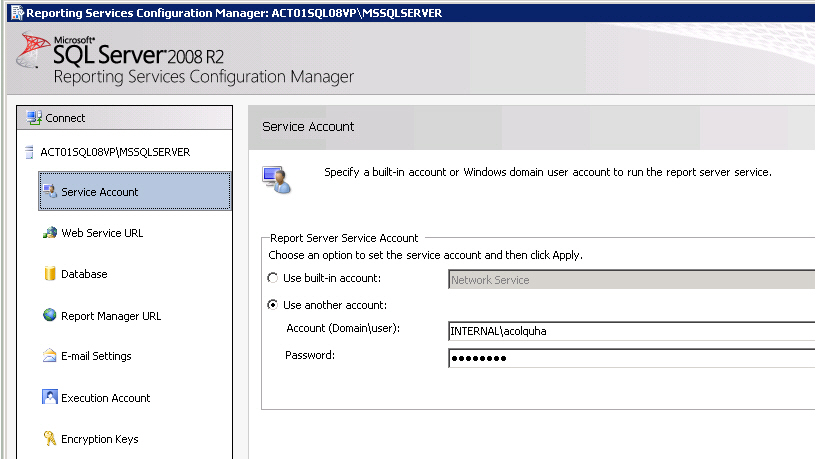 Reporting Services Configuration Manager: ACT01SQL08VP\MSSQLSERVER
Microsoft®
SQL Server 2008 R2
Reporting Services Configuration Manager
Connect
ACT01SQL08VP\MSSQLSERVER
Service Account
Web Service URL
Database
Report Manager URL
E-mail Settings
Execution Account
Encryption Keys
Service Account
Specify a built-in account or Windows domain user account to run the report server service.
Report Server Service Account
Choose an option to set the service account and then click Apply.
Use built-in account:
Network Service
Use another account:
Account (Domain\user):
INTERNAL\acolquha
Password:
●●●●●●●●